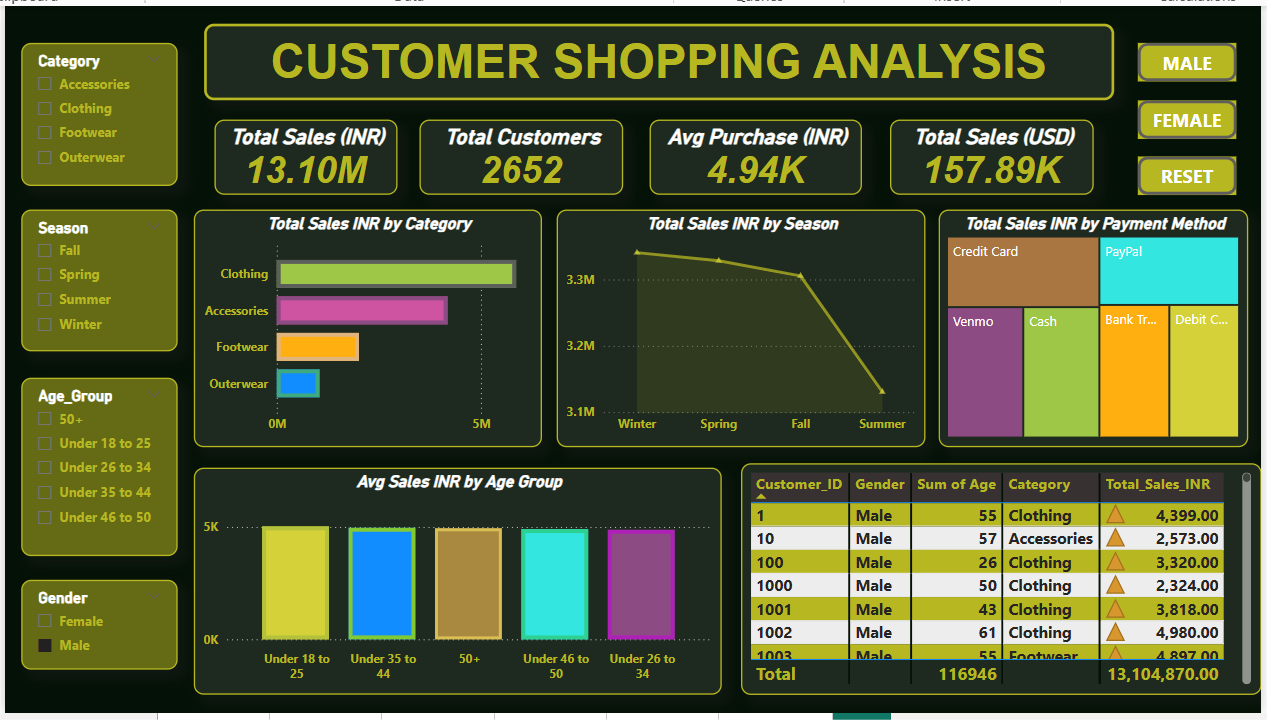 CUSTOMER SHOPPING ANALYSIS
MALE
FEMALE
RESET
Category
Accessories
Clothing
Footwear
Outerwear
Total Sales (INR)
13.10M
Total Customers
2652
Avg Purchase (INR)
4.94K
Total Sales (USD)
157.89K
Season
Fall
Spring
Summer
Winter
Total Sales INR by Category
Clothing
Accessories
Footwear
Outerwear
0M 5M
Total Sales INR by Season
3.3M
3.2M
3.1M
Winter Spring Fall Summer
Total Sales INR by Payment Method
Credit Card
PayPal
Venmo
Cash
Bank Tr...
Debit C...
Age_Group
50+
Under 18 to 25
Under 26 to 34
Under 35 to 44
Under 46 to 50
Gender
Female
Male
Avg Sales INR by Age Group
5K
0K
Under 18 to 25
Under 35 to 44
50+
Under 46 to 50
Under 26 to 34
Customer_ID Gender Sum of Age Category Total_Sales_INR
1 Male 55 Clothing 4,399.00
10 Male 57 Accessories 2,573.00
100 Male 26 Clothing 3,320.00
1000 Male 50 Clothing 2,324.00
1001 Male 43 Clothing 3,818.00
1002 Male 61 Clothing 4,980.00
1003 Male 55 Footwear 4,897.00
Total 116946 13,104,870.00